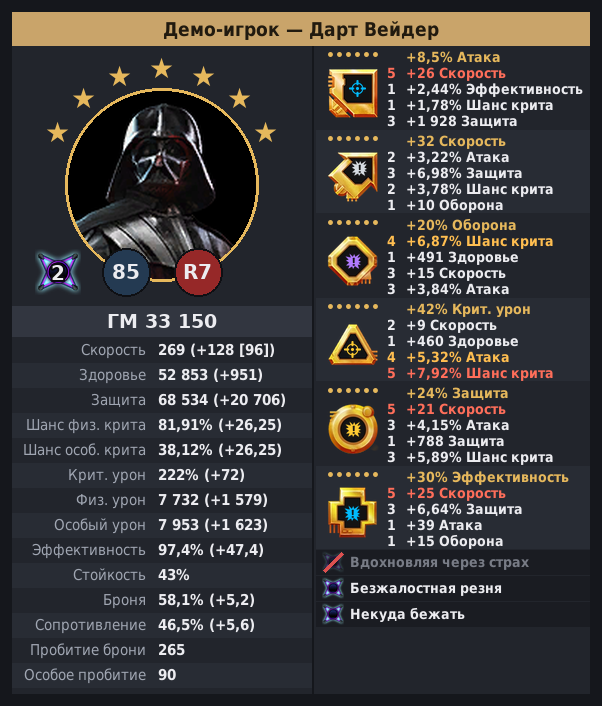 Демо-игрок — Дарт Вейдер
2
85
R7
ГМ 33 150
Скорость 269 (+128 [96])
Здоровье 52 853 (+951)
Защита 68 534 (+20 706)
Шанс физ. крита 81,91% (+26,25)
Шанс особ. крита 38,12% (+26,25)
Крит. урон 222% (+72)
Физ. урон 7 732 (+1 579)
Особый урон 7 953 (+1 623)
Эффективность 97,4% (+47,4)
Стойкость 43%
Броня 58,1% (+5,2)
Сопротивление 46,5% (+5,6)
Пробитие брони 265
Особое пробитие 90
+8,5% Атака
5 +26 Скорость
1 +2,44% Эффективность
1 +1,78% Шанс крита
3 +1 928 Защита
+32 Скорость
2 +3,22% Атака
3 +6,98% Защита
2 +3,78% Шанс крита
1 +10 Оборона
+20% Оборона
4 +6,87% Шанс крита
1 +491 Здоровье
3 +15 Скорость
3 +3,84% Атака
+42% Крит. урон
2 +9 Скорость
1 +460 Здоровье
4 +5,32% Атака
5 +7,92% Шанс крита
+24% Защита
5 +21 Скорость
3 +4,15% Атака
1 +788 Защита
3 +5,89% Шанс крита
+30% Эффективность
5 +25 Скорость
3 +6,64% Защита
1 +39 Атака
1 +15 Оборона
Вдохновляя через страх
Безжалостная резня
Некуда бежать